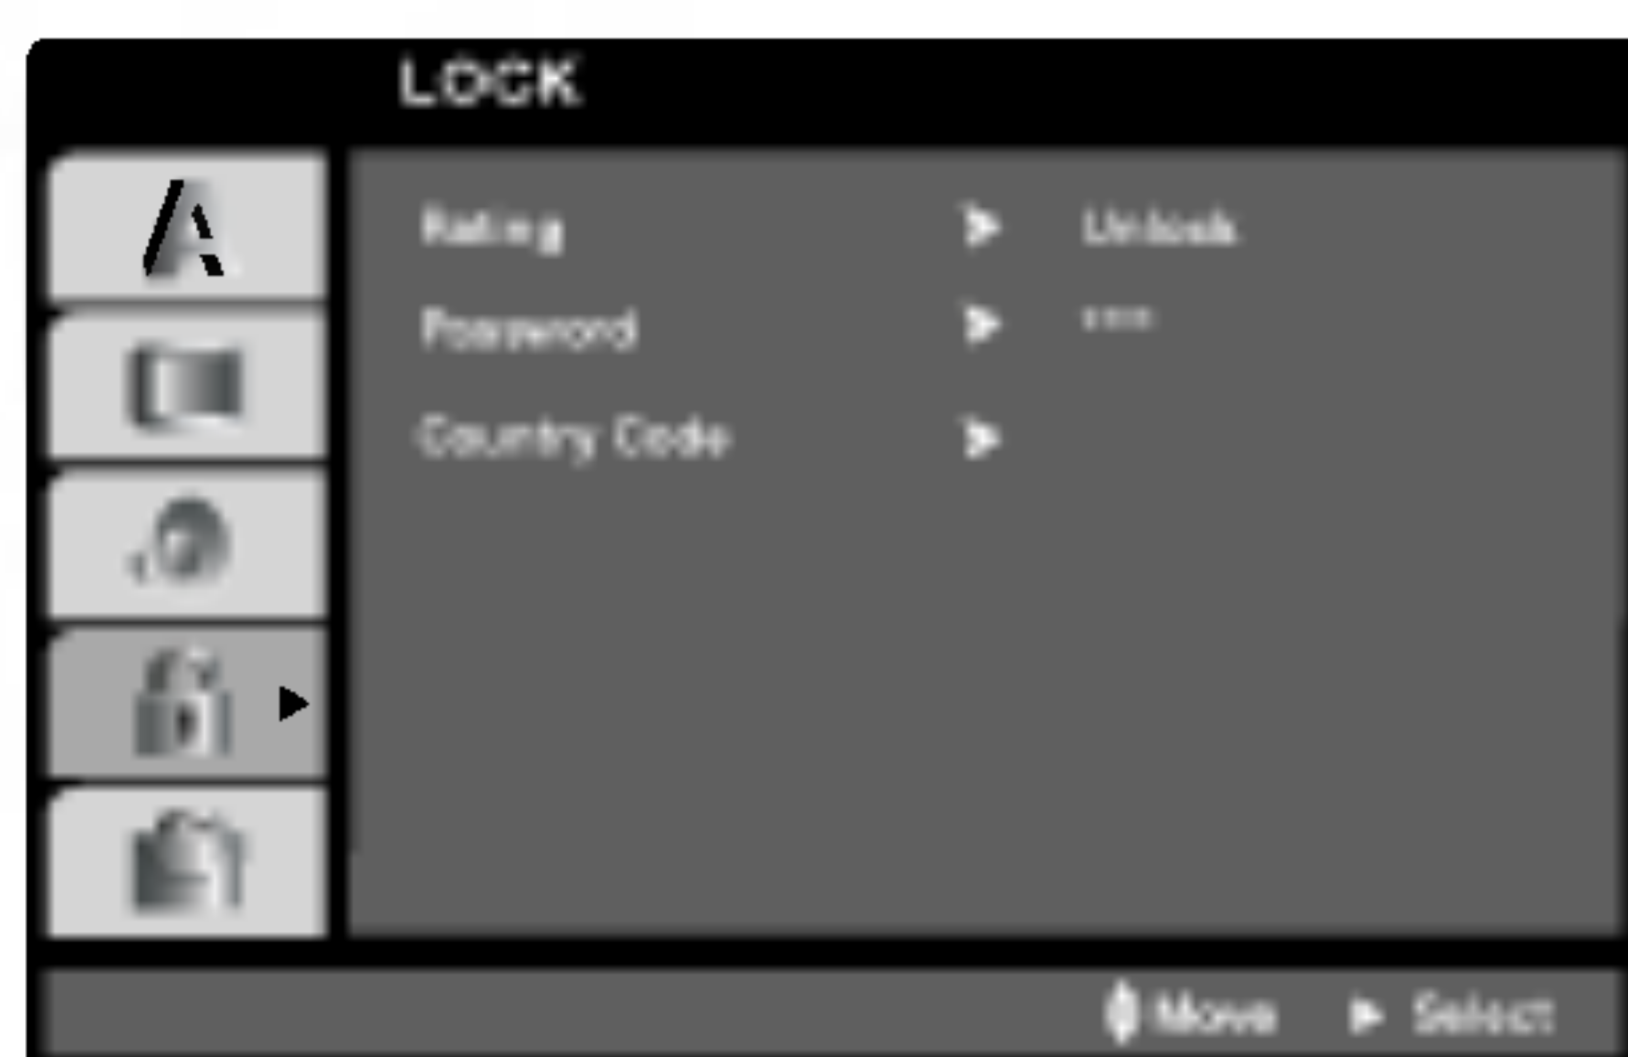 LOCK
A
Rating Unlock
Password ****
Country Code
Move Select